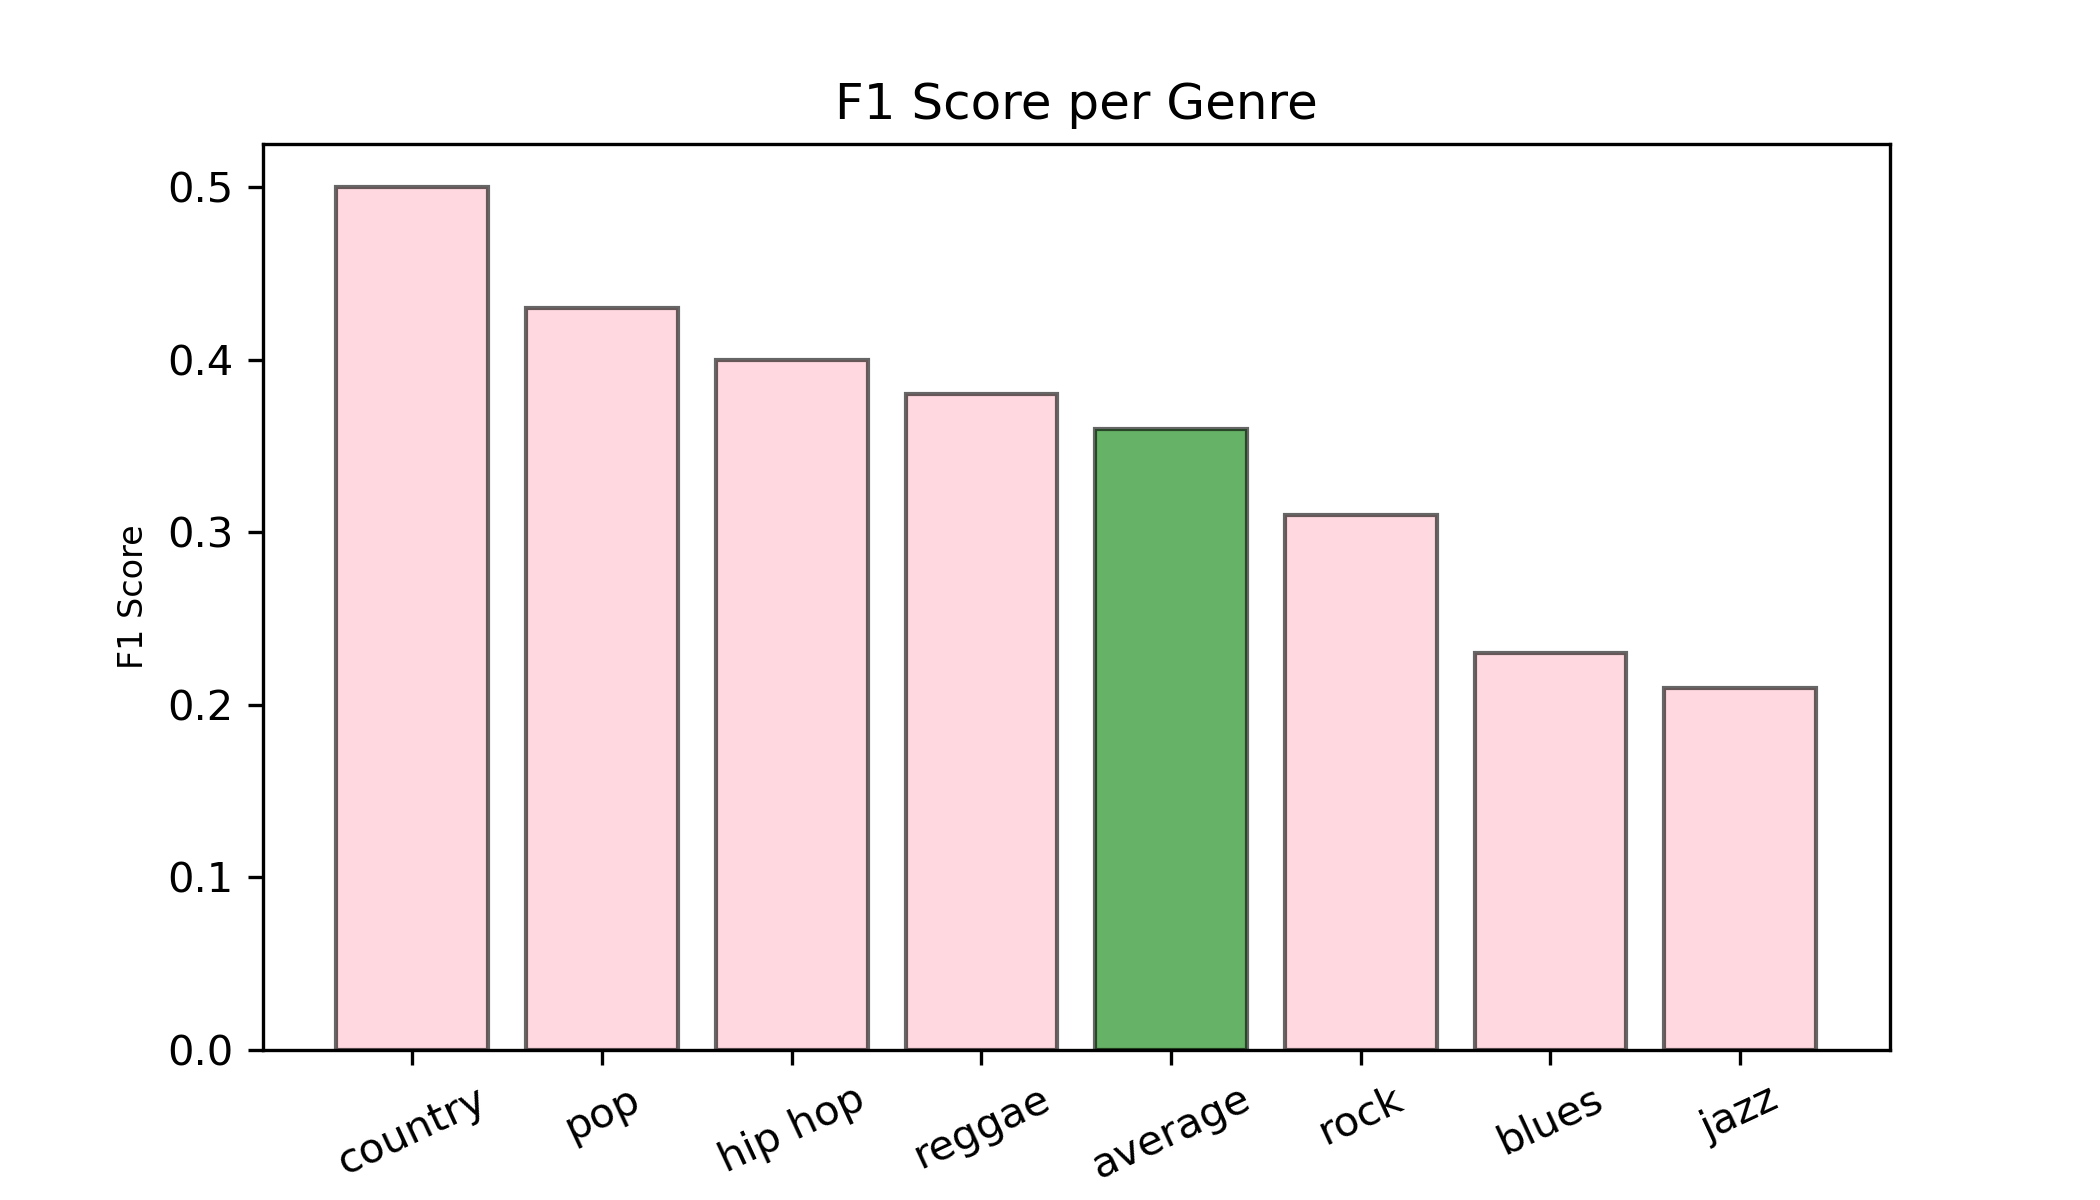 F1 Score per Genre
F1 Score
0.5
0.4
0.3
0.2
0.1
0.0
country
pop
hip hop
reggae
average
rock
blues
jazz